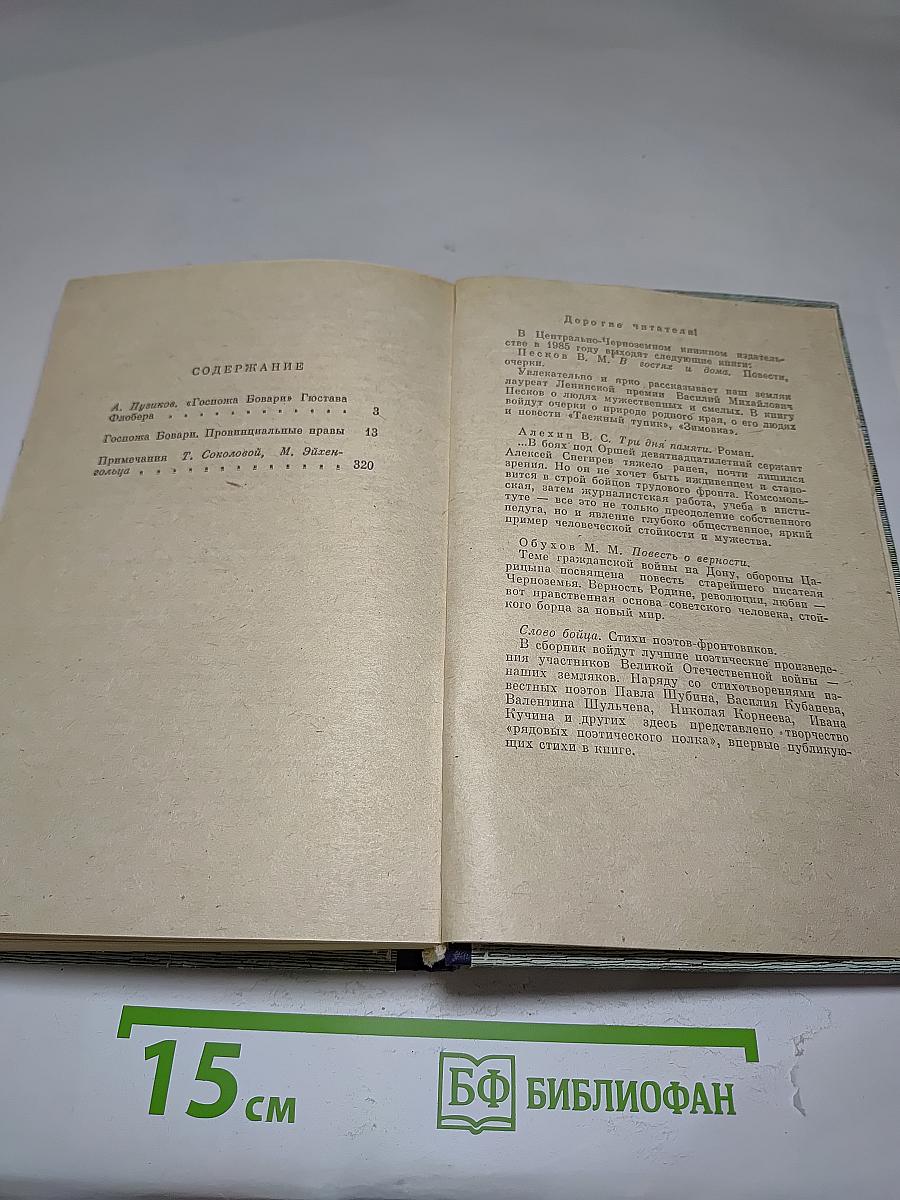 СОДЕРЖАНИЕ
А. Пузиков. «Госпожа Бовари» Гюстава
Флобера . . . . . . . . . . . . 3
Госпожа Бовари. Провинциальные нравы 13
Примечания Т. Соколовой, М. Эйхен-
гольца . . . . . . . . . . . . 320
Дорогие читатели!
В Центрально-Черноземном книжном издатель-
стве в 1985 году выходят следующие книги:
Песков В. М. В гостях и дома. Повести,
очерки.
Увлекательно и ярко рассказывает наш земляк
лауреат Ленинской премии Василий Михайлович
Песков о людях мужественных и смелых. В книгу
войдут очерки о природе родного края, о его людях
и повести «Таежный тупик», «Зимовка».
Алехин В. С. Три дня памяти. Роман.
...В боях под Оршей девятнадцатилетний сержант
Алексей Снегирев тяжело ранен, почти лишился
зрения. Но он не хочет быть иждивенцем и стано-
вится в строй бойцов трудового фронта. Комсомоль-
ская, затем журналистская работа, учеба в инсти-
туте — все это не только преодоление собственного
недуга, но и явление глубоко общественное, яркий
пример человеческой стойкости и мужества.
Обухов М. М. Повесть о верности.
Теме гражданской войны на Дону, обороны Ца-
рицына посвящена повесть старейшего писателя
Черноземья. Верность Родине, революции, любви —
вот нравственная основа советского человека, стой-
кого борца за новый мир.
Слово бойца. Стихи поэтов-фронтовиков.
В сборник войдут лучшие поэтические произведе-
ния участников Великой Отечественной войны —
наших земляков. Наряду со стихотворениями из-
вестных поэтов Павла Шубина, Василия Кубанева,
Валентина Шульчева, Николая Корнеева, Ивана
Кучина и других здесь представлено творчество
«рядовых поэтического полка», впервые публикую-
щих стихи в книге.
15 см
БФ БИБЛИОФАН